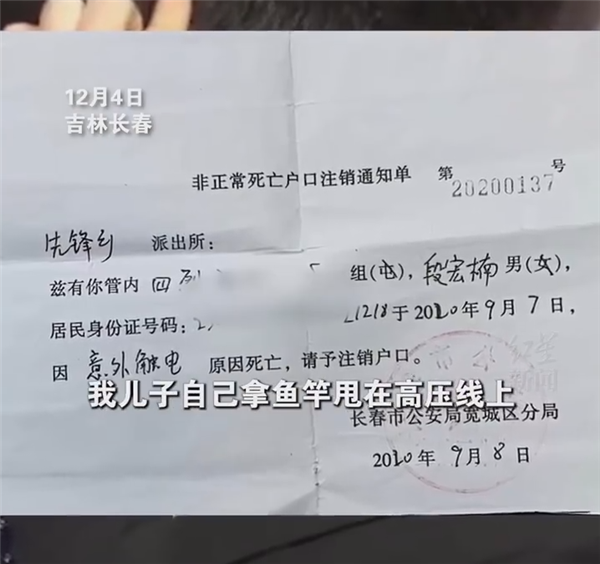 12月4日
吉林长春
非正常死亡户口注销通知单 第20200137号
先锋乡 派出所:
兹有你管内 四 组(屯), 段宏楠 男(女),
居民身份证号码: 2 1218于2020年9月7日,
因 意外触电 原因死亡, 请予注销户口。
我儿子自己拿鱼竿甩在高压线上
长春市公安局宽城区分局
2020年9月8日